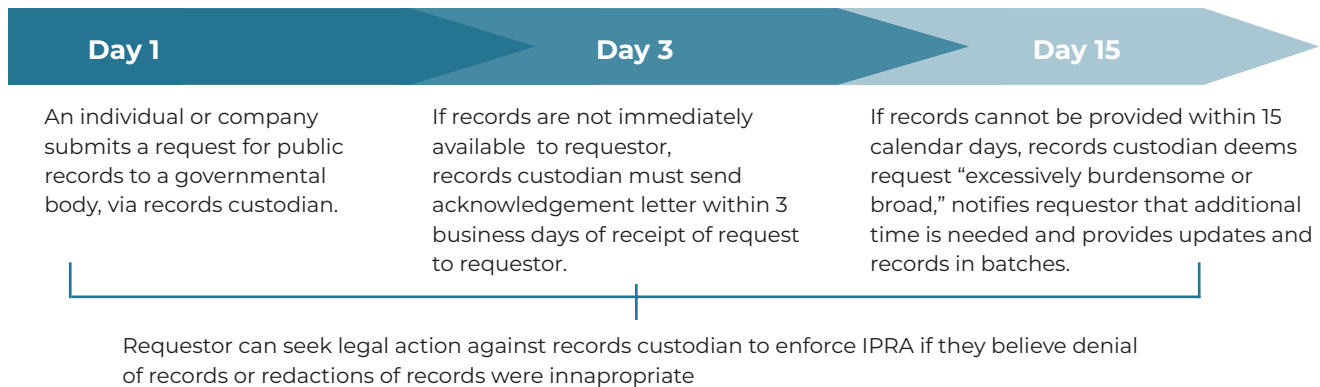 Day 1
Day 3
Day 15
An individual or company
submits a request for public
records to a governmental
body, via records custodian.
If records are not immediately
available  to requestor,
records custodian must send
acknowledgement letter within 3
business days of receipt of request
to requestor.
If records cannot be provided within 15
calendar days, records custodian deems
request “excessively burdensome or
broad,” notifies requestor that additional
time is needed and provides updates and
records in batches.
Requestor can seek legal action against records custodian to enforce IPRA if they believe denial
of records or redactions of records were innapropriate